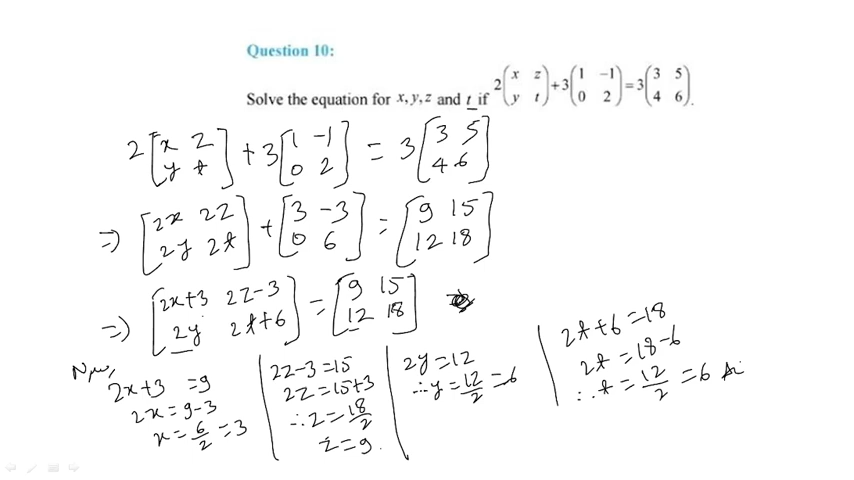 Question 10:
Solve the equation for x, y, z and t if 2(x z; y t) + 3(1 -1; 0 2) = 3(3 5; 4 6).
2[x z; y t] + 3[1 -1; 0 2] = 3[3 5; 4 6]
=> [2x 2z; 2y 2t] + [3 -3; 0 6] = [9 15; 12 18]
=> [2x+3 2z-3; 2y 2t+6] = [9 15; 12 18]
Now,
2x+3 = 9
2x = 9-3
x = 6/2 = 3
2z-3 = 15
2z = 15+3
∴ z = 18/2
z = 9.
2y = 12
∴ y = 12/2 = 6
2t+6 = 18
2t = 18-6
∴ t = 12/2 = 6